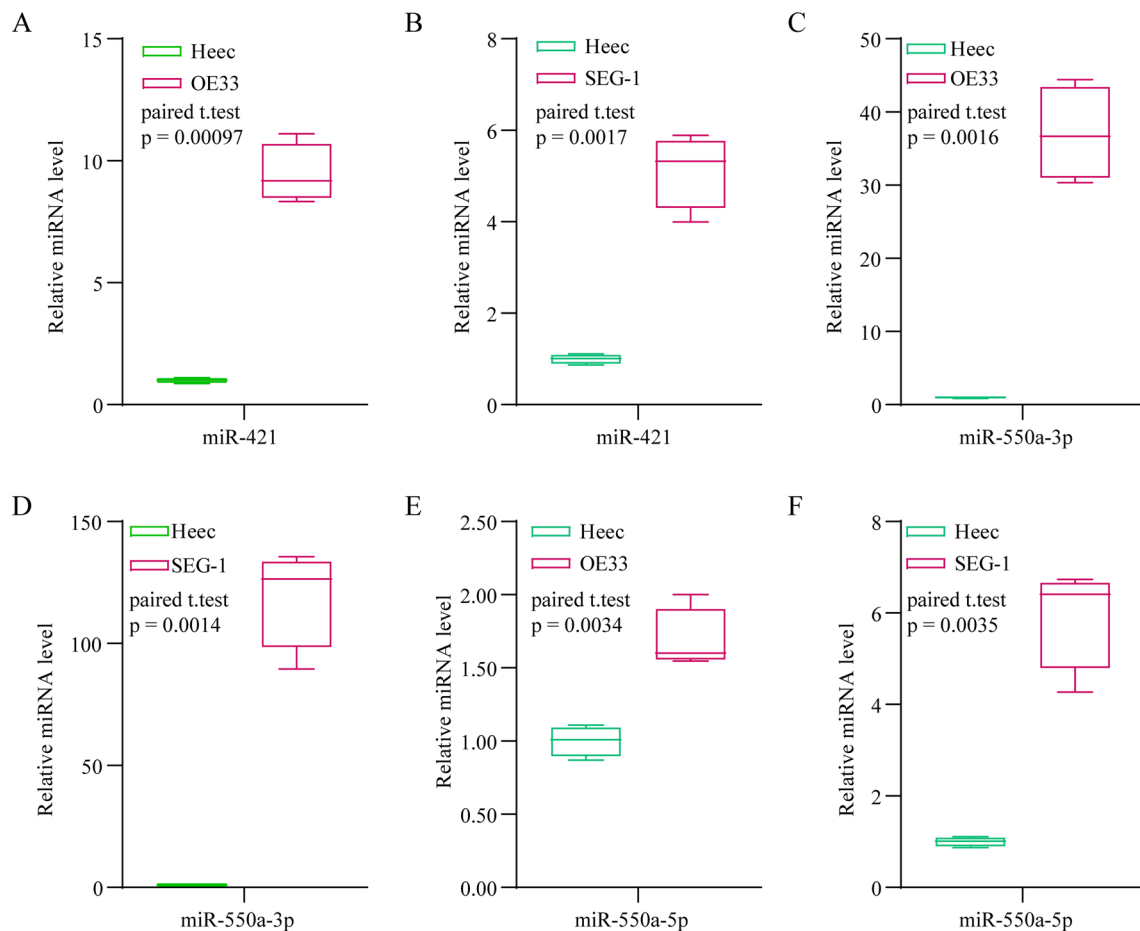 A
Relative miRNA level
15
10
5
0
Heec
OE33
paired t.test
p = 0.00097
miR-421
B
Relative miRNA level
8
6
4
2
0
Heec
SEG-1
paired t.test
p = 0.0017
miR-421
C
Relative miRNA level
50
40
30
20
10
0
Heec
OE33
paired t.test
p = 0.0016
miR-550a-3p
D
Relative miRNA level
150
100
50
0
Heec
SEG-1
paired t.test
p = 0.0014
miR-550a-3p
E
Relative miRNA level
2.50
2.00
1.50
1.00
0.50
0.00
Heec
OE33
paired t.test
p = 0.0034
miR-550a-5p
F
Relative miRNA level
8
6
4
2
0
Heec
SEG-1
paired t.test
p = 0.0035
miR-550a-5p